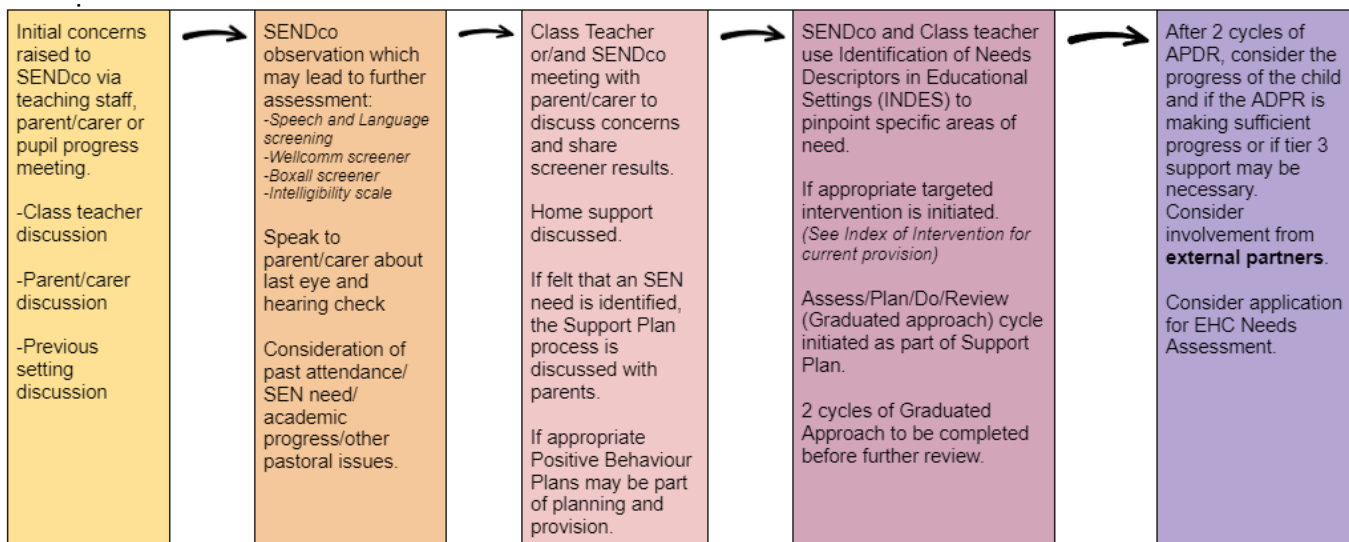 Initial concerns
raised to
SENDco via
teaching staff,
parent/carer or
pupil progress
meeting.
-Class teacher
discussion
-Parent/carer
discussion
-Previous
setting
discussion
SENDco
observation which
may lead to further
assessment:
-Speech and Language
screening
-Wellcomm screener
-Boxall screener
-Intelligibility scale
Speak to
parent/carer about
last eye and
hearing check
Consideration of
past attendance/
SEN need/
academic
progress/other
pastoral issues.
Class Teacher
or/and SENDco
meeting with
parent/carer to
discuss concerns
and share
screener results.
Home support
discussed.
If felt that an SEN
need is identified,
the Support Plan
process is
discussed with
parents.
If appropriate
Positive Behaviour
Plans may be part
of planning and
provision.
SENDco and Class teacher
use Identification of Needs
Descriptors in Educational
Settings (INDES) to
pinpoint specific areas of
need.
If appropriate targeted
intervention is initiated.
(See Index of Intervention for
current provision)
Assess/Plan/Do/Review
(Graduated approach) cycle
initiated as part of Support
Plan.
2 cycles of Graduated
Approach to be completed
before further review.
After 2 cycles of
APDR, consider the
progress of the child
and if the ADPR is
making sufficient
progress or if tier 3
support may be
necessary.
Consider
involvement from
external partners.
Consider application
for EHC Needs
Assessment.